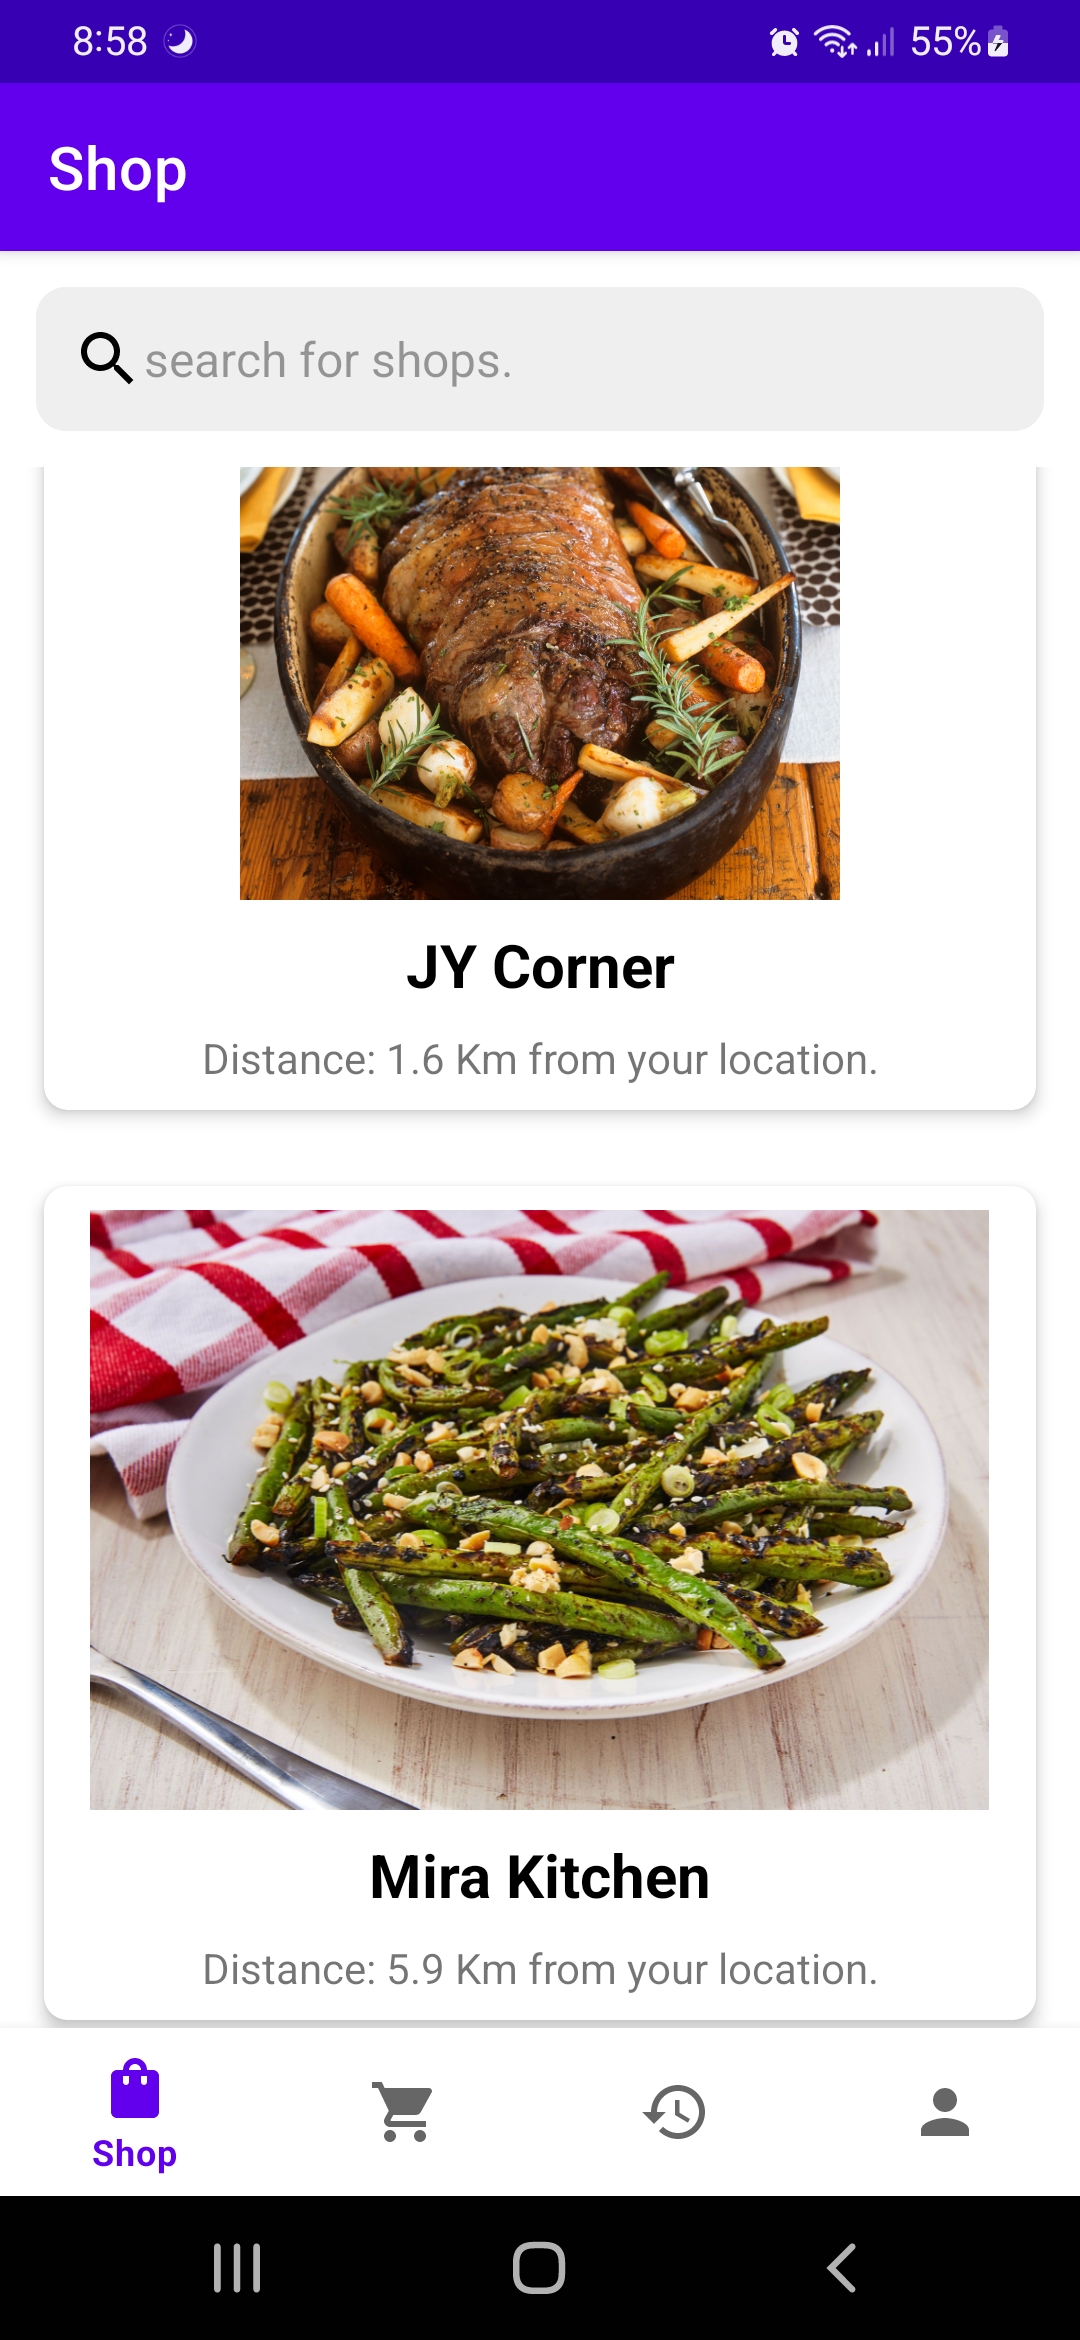 8:58 55%
Shop
search for shops.
JY Corner
Distance: 1.6 Km from your location.
Mira Kitchen
Distance: 5.9 Km from your location.
Shop